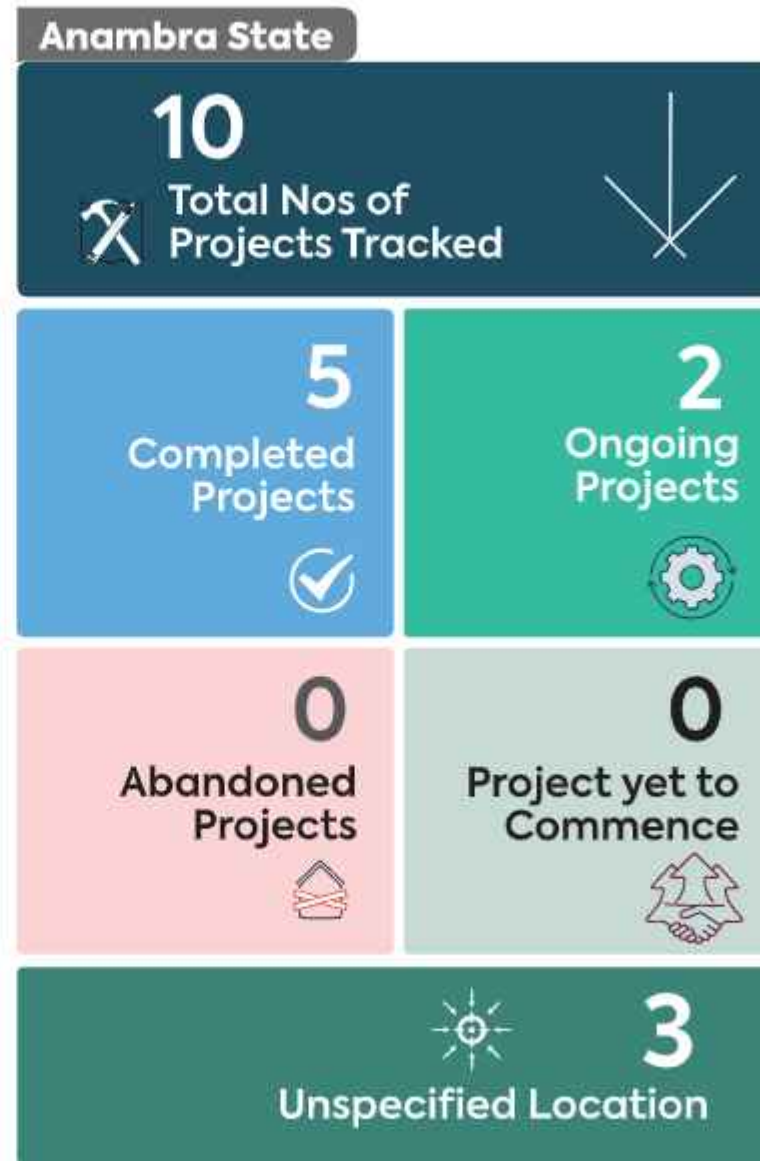 Anambra State
10
Total Nos of
Projects Tracked
5
Completed
Projects
2
Ongoing
Projects
0
Abandoned
Projects
0
Project yet to
Commence
3
Unspecified Location